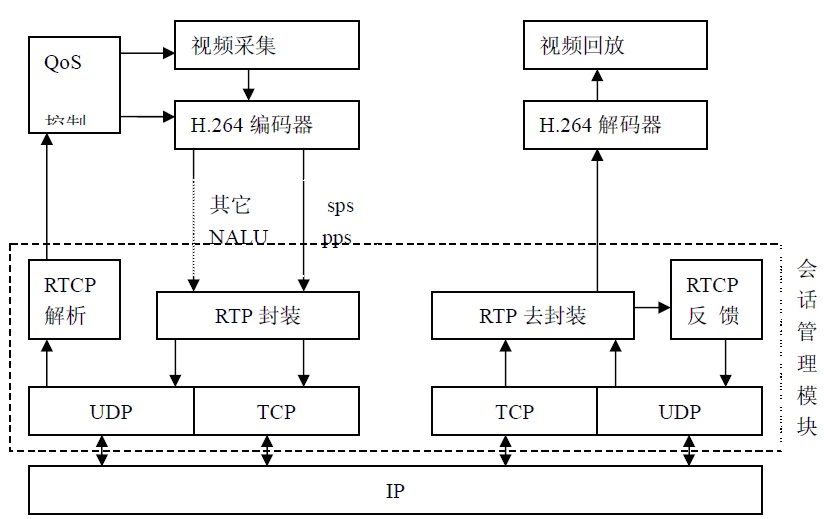 QoS
控制
视频采集
视频回放
H.264 编码器
H.264 解码器
其它
NALU
sps
pps
RTCP
解析
RTP 封装
RTP 去封装
RTCP
反 馈
会话管理模块
UDP
TCP
TCP
UDP
IP